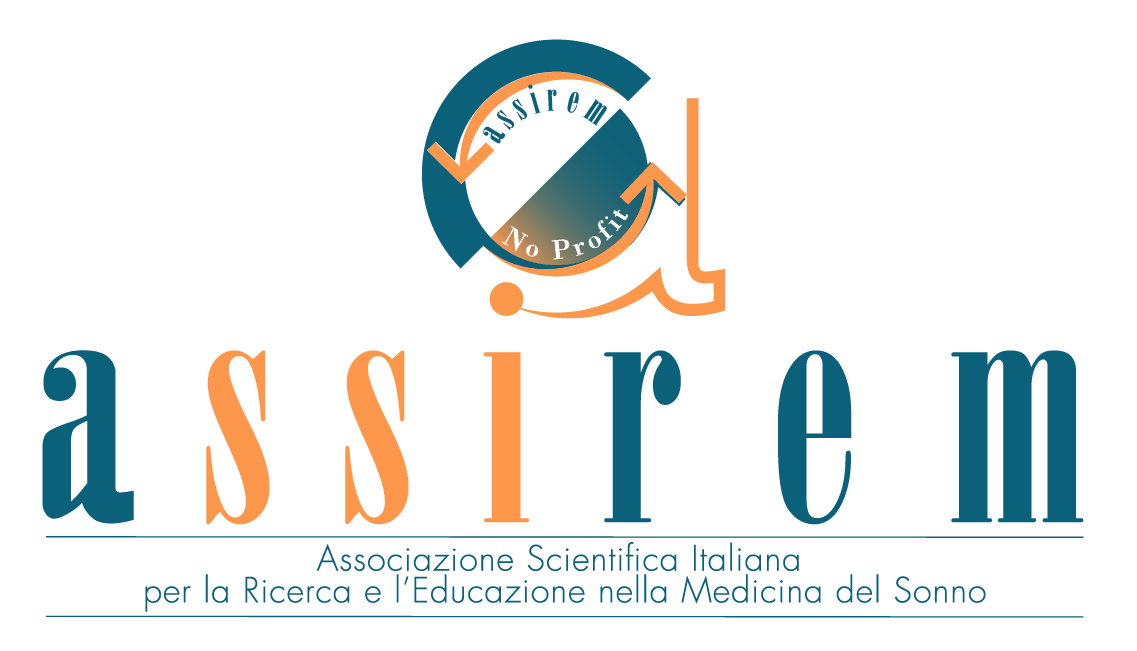 assirem
No Profit
assirem
Associazione Scientifica Italiana
per la Ricerca e l'Educazione nella Medicina del Sonno